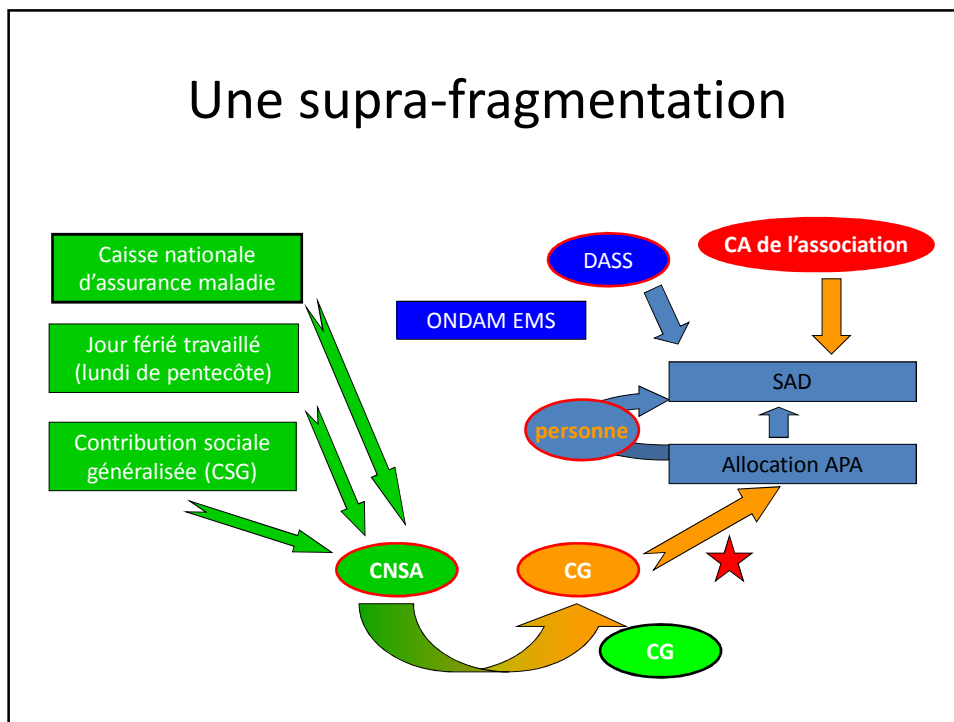 Une supra-fragmentation
Caisse nationale
d'assurance maladie
Jour férié travaillé
(lundi de pentecôte)
Contribution sociale
généralisée (CSG)
DASS
CA de l'association
ONDAM EMS
SAD
personne
Allocation APA
CNSA
CG
CG